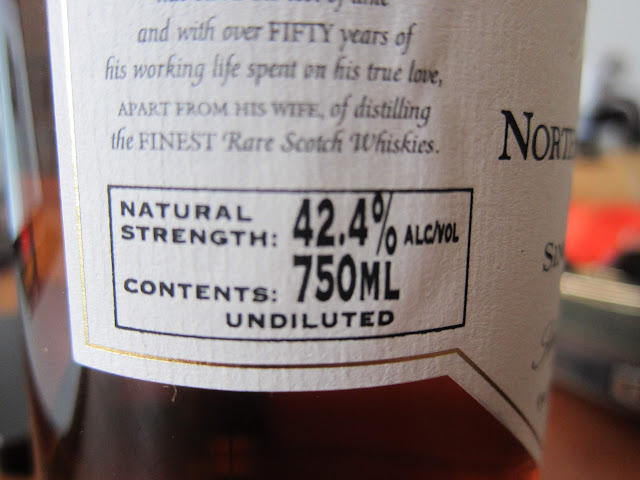 and with over FIFTY years of
his working life spent on his true love,
APART FROM HIS WIFE, of distilling
the FINEST Rare Scotch Whiskies.
NATURAL STRENGTH: 42.4% ALC/VOL
CONTENTS: 750ML
UNDILUTED